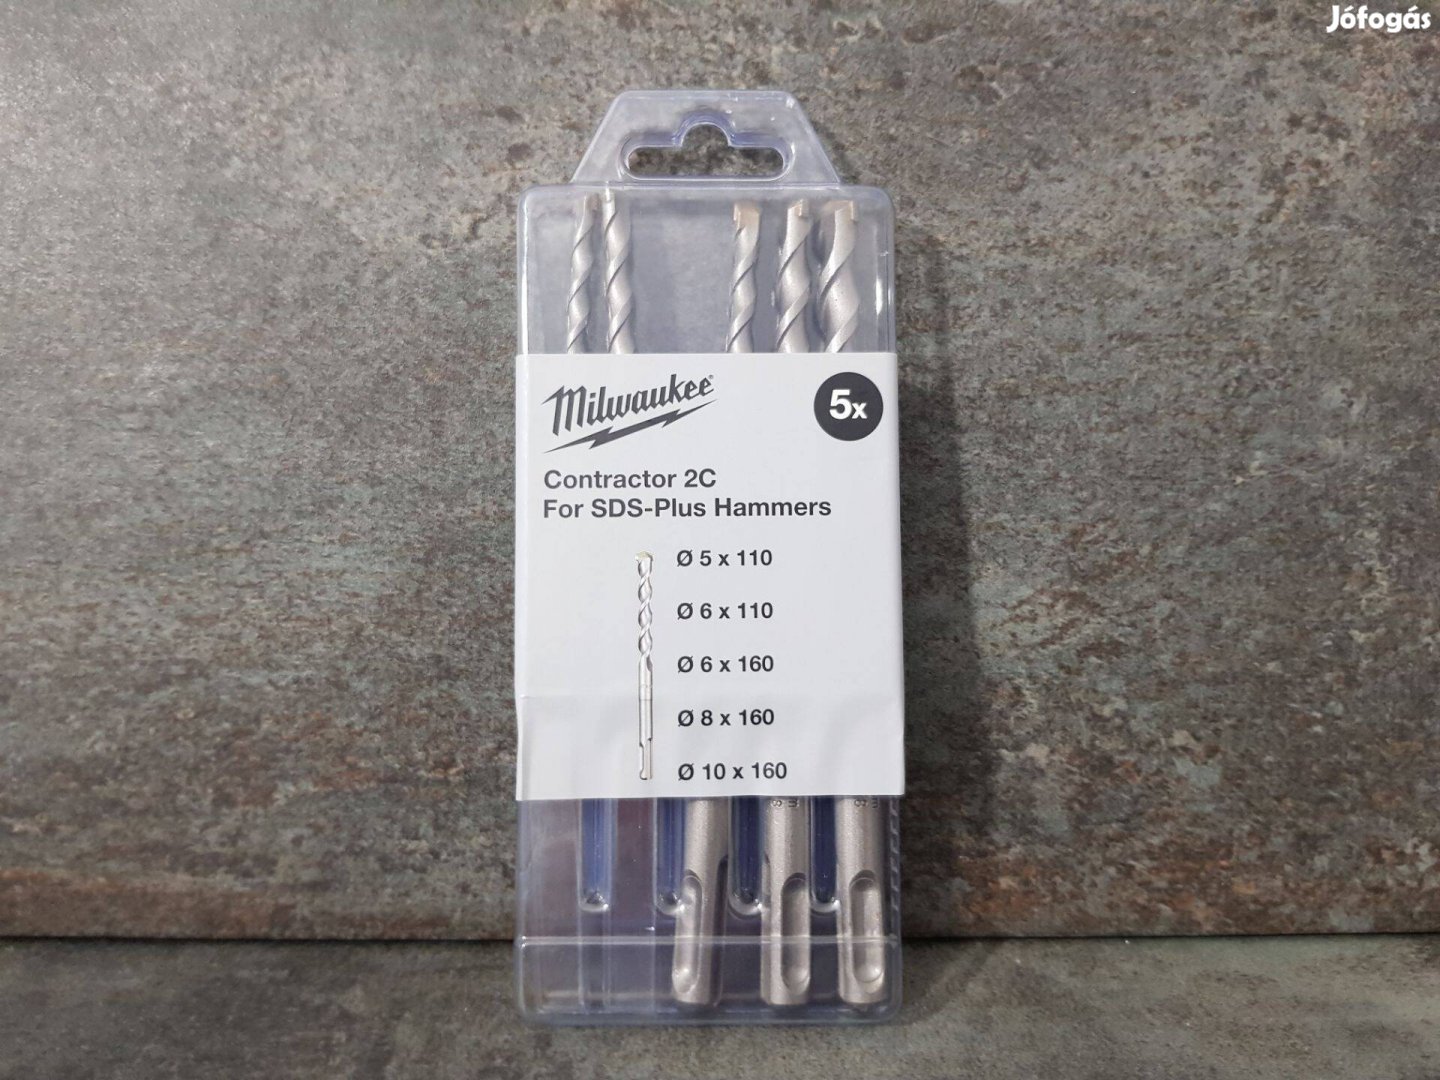 Jófogás
Milwaukee
5x
Contractor 2C
For SDS-Plus Hammers
Ø 5 x 110
Ø 6 x 110
Ø 6 x 160
Ø 8 x 160
Ø 10 x 160